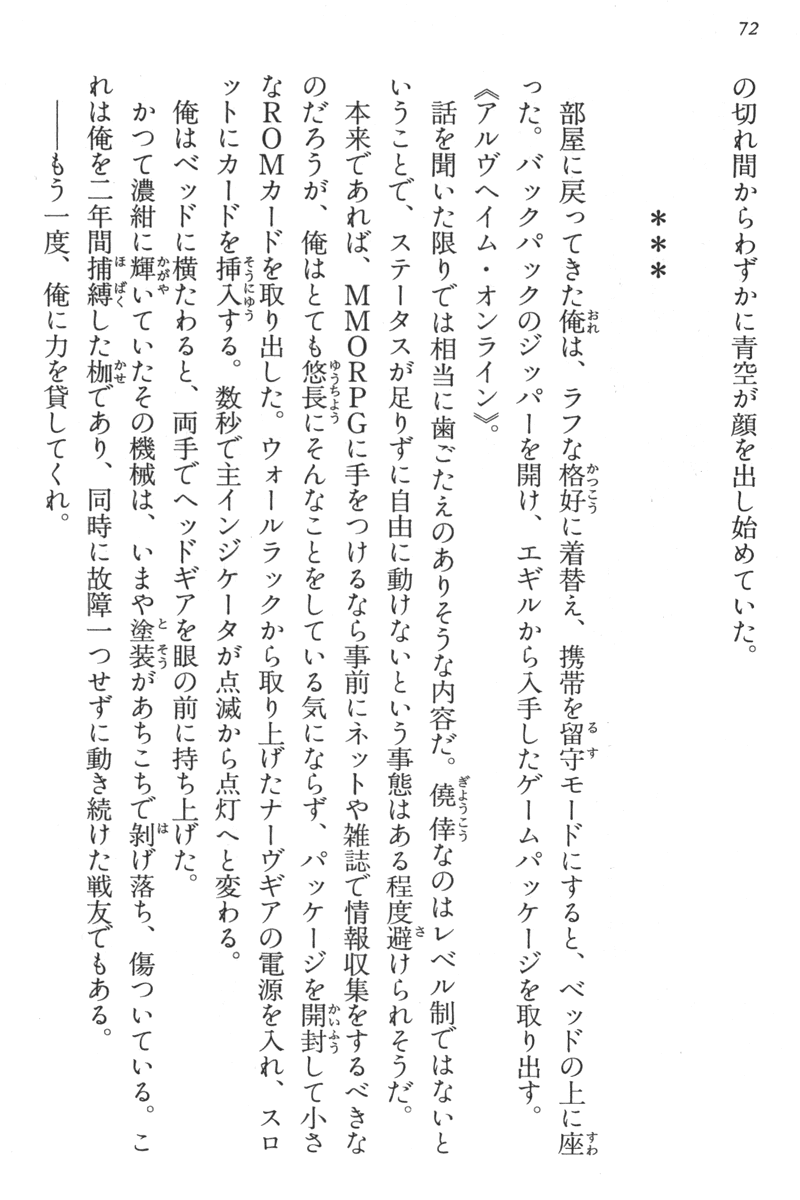 72
の切れ間からわずかに青空が顔を出し始めていた。
***
部屋に戻ってきた俺は、ラフな格好に着替え、携帯を留守モードにすると、ベッドの上に座
った。バックパックのジッパーを開け、エギルから入手したゲームパッケージを取り出す。
《アルヴヘイム・オンライン》。
話を聞いた限りでは相当に歯ごたえのありそうな内容だ。僥倖なのはレベル制ではないと
いうことで、ステータスが足りずに自由に動けないという事態はある程度避けられそうだ。
本来であれば、MMORPGに手をつけるなら事前にネットや雑誌で情報収集をするべきな
のだろうが、俺はとても悠長にそんなことをしている気にならず、パッケージを開封して小さ
なROMカードを取り出した。ウォールラックから取り上げたナーヴギアの電源を入れ、スロ
ットにカードを挿入する。数秒で主インジケータが点滅から点灯へと変わる。
俺はベッドに横たわると、両手でヘッドギアを眼の前に持ち上げた。
かつて濃紺に輝いていたその機械は、いまや塗装があちこちで剝げ落ち、傷ついている。こ
れは俺を二年間捕縛した枷であり、同時に故障一つせずに動き続けた戦友でもある。
――もう一度、俺に力を貸してくれ。